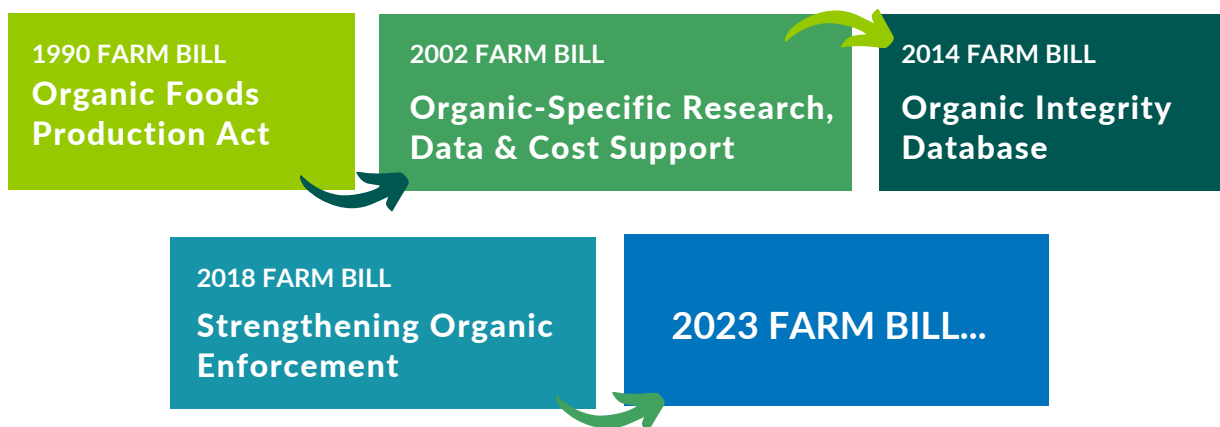 1990 FARM BILL
Organic Foods
Production Act
2002 FARM BILL
Organic-Specific Research,
Data & Cost Support
2014 FARM BILL
Organic Integrity
Database
2018 FARM BILL
Strengthening Organic
Enforcement
2023 FARM BILL...